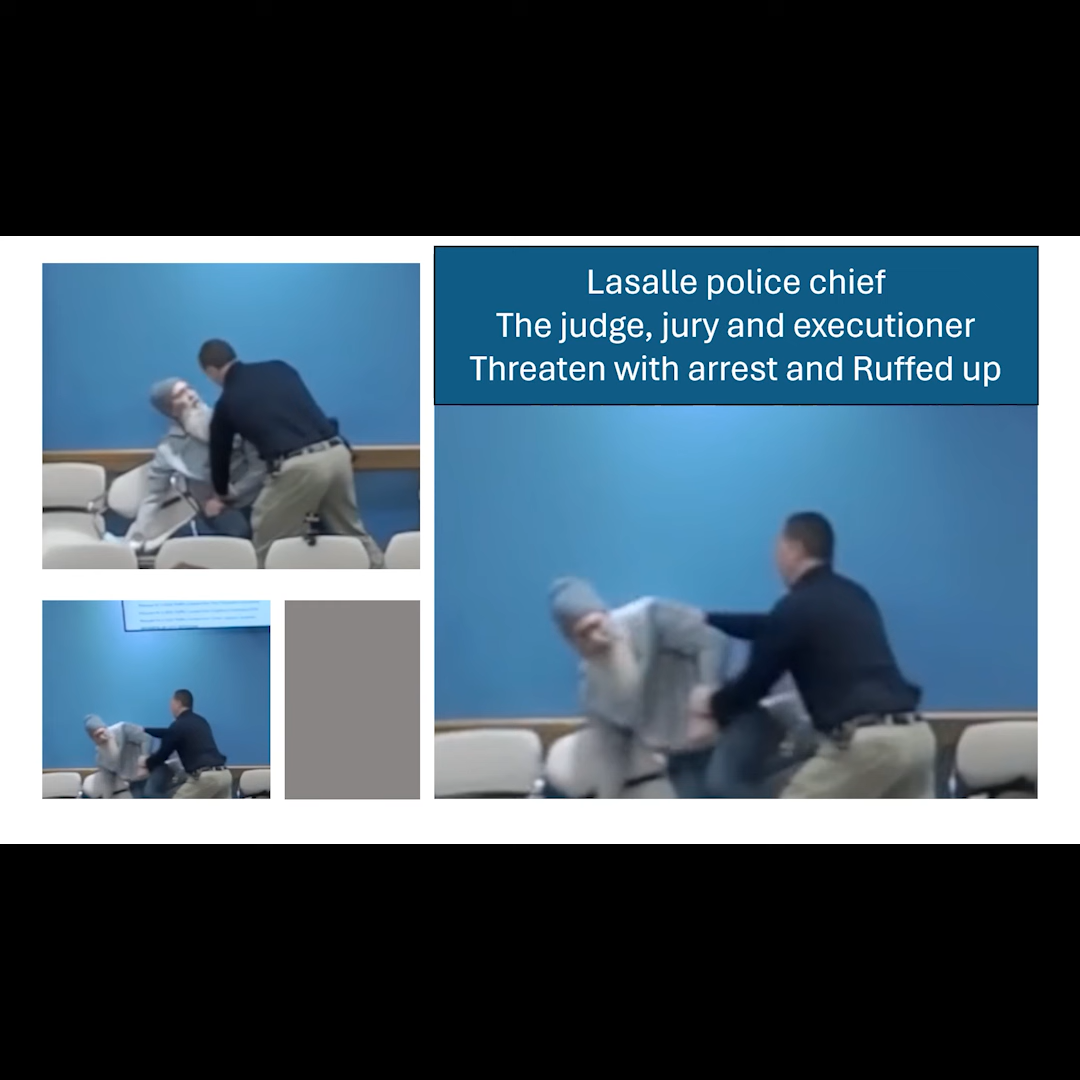 Lasalle police chief
The judge, jury and executioner
Threaten with arrest and Ruffed up